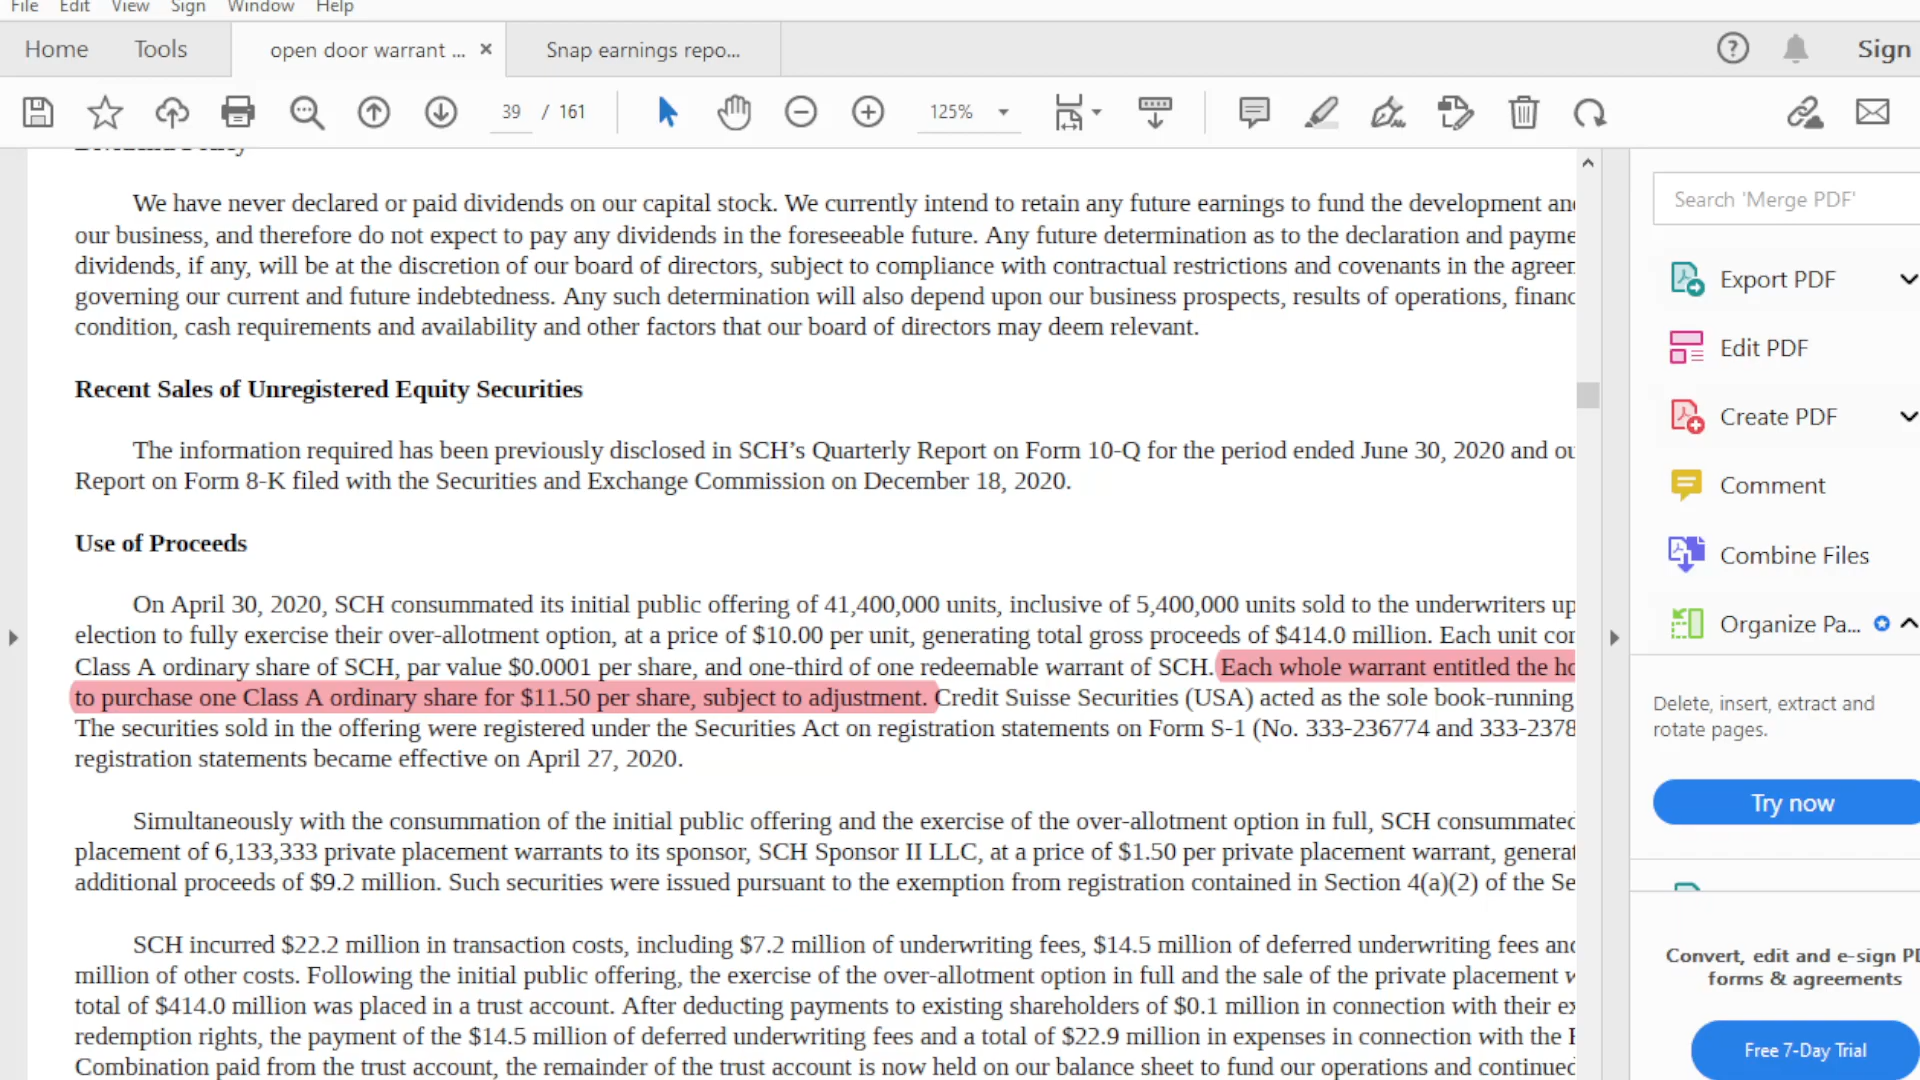 File Edit View Sign Window Help
Home Tools open door warrant ... × Snap earnings repo... Sign
39 / 161 125%
We have never declared or paid dividends on our capital stock. We currently intend to retain any future earnings to fund the development
our business, and therefore do not expect to pay any dividends in the foreseeable future. Any future determination as to the declaration and
dividends, if any, will be at the discretion of our board of directors, subject to compliance with contractual restrictions and covenants in the
governing our current and future indebtedness. Any such determination will also depend upon our business prospects, results of operations,
condition, cash requirements and availability and other factors that our board of directors may deem relevant.
Recent Sales of Unregistered Equity Securities
The information required has been previously disclosed in SCH's Quarterly Report on Form 10-Q for the period ended June 30, 2020 and
Report on Form 8-K filed with the Securities and Exchange Commission on December 18, 2020.
Use of Proceeds
On April 30, 2020, SCH consummated its initial public offering of 41,400,000 units, inclusive of 5,400,000 units sold to the underwriters up
election to fully exercise their over-allotment option, at a price of $10.00 per unit, generating total gross proceeds of $414.0 million. Each unit
Class A ordinary share of SCH, par value $0.0001 per share, and one-third of one redeemable warrant of SCH. Each whole warrant entitled the
to purchase one Class A ordinary share for $11.50 per share, subject to adjustment. Credit Suisse Securities (USA) acted as the sole book-running
The securities sold in the offering were registered under the Securities Act on registration statements on Form S-1 (No. 333-236774 and 333-2378
registration statements became effective on April 27, 2020.
Simultaneously with the consummation of the initial public offering and the exercise of the over-allotment option in full, SCH consummated
placement of 6,133,333 private placement warrants to its sponsor, SCH Sponsor II LLC, at a price of $1.50 per private placement warrant,
additional proceeds of $9.2 million. Such securities were issued pursuant to the exemption from registration contained in Section 4(a)(2) of the
SCH incurred $22.2 million in transaction costs, including $7.2 million of underwriting fees, $14.5 million of deferred underwriting fees and
million of other costs. Following the initial public offering, the exercise of the over-allotment option in full and the sale of the private placement
total of $414.0 million was placed in a trust account. After deducting payments to existing shareholders of $0.1 million in connection with their
redemption rights, the payment of the $14.5 million of deferred underwriting fees and a total of $22.9 million in expenses in connection with the
Combination paid from the trust account, the remainder of the trust account is now held on our balance sheet to fund our operations and continued
Search 'Merge PDF'
Export PDF
Edit PDF
Create PDF
Comment
Combine Files
Organize Pa...
Delete, insert, extract and
rotate pages.
Try now
Convert, edit and e-sign
forms & agreements
Free 7-Day Trial